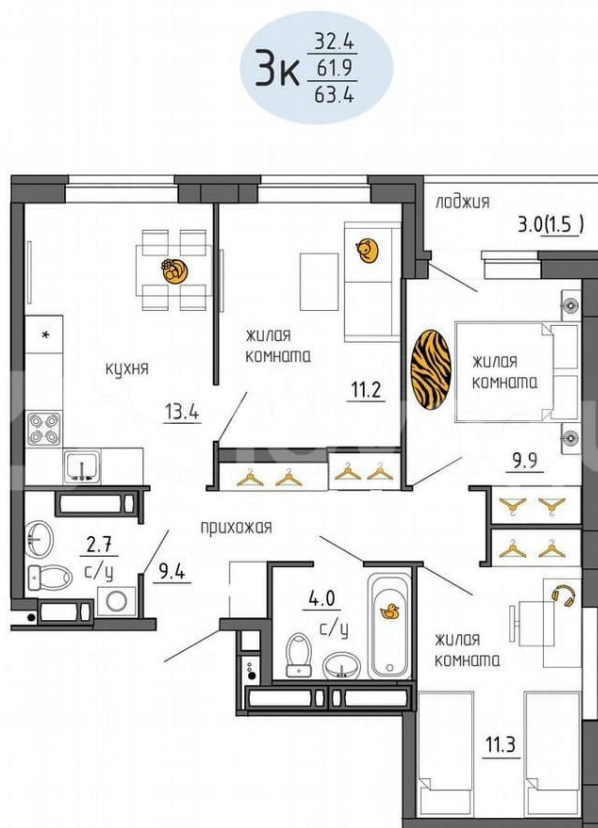 3к
32.4
61.9
63.4
лоджия
3.0(1.5 )
жилая
комната
11.2
кухня
13.4
жилая
комната
9.9
прихожая
2.7
с/у
9.4
4.0
с/у
жилая
комната
11.3